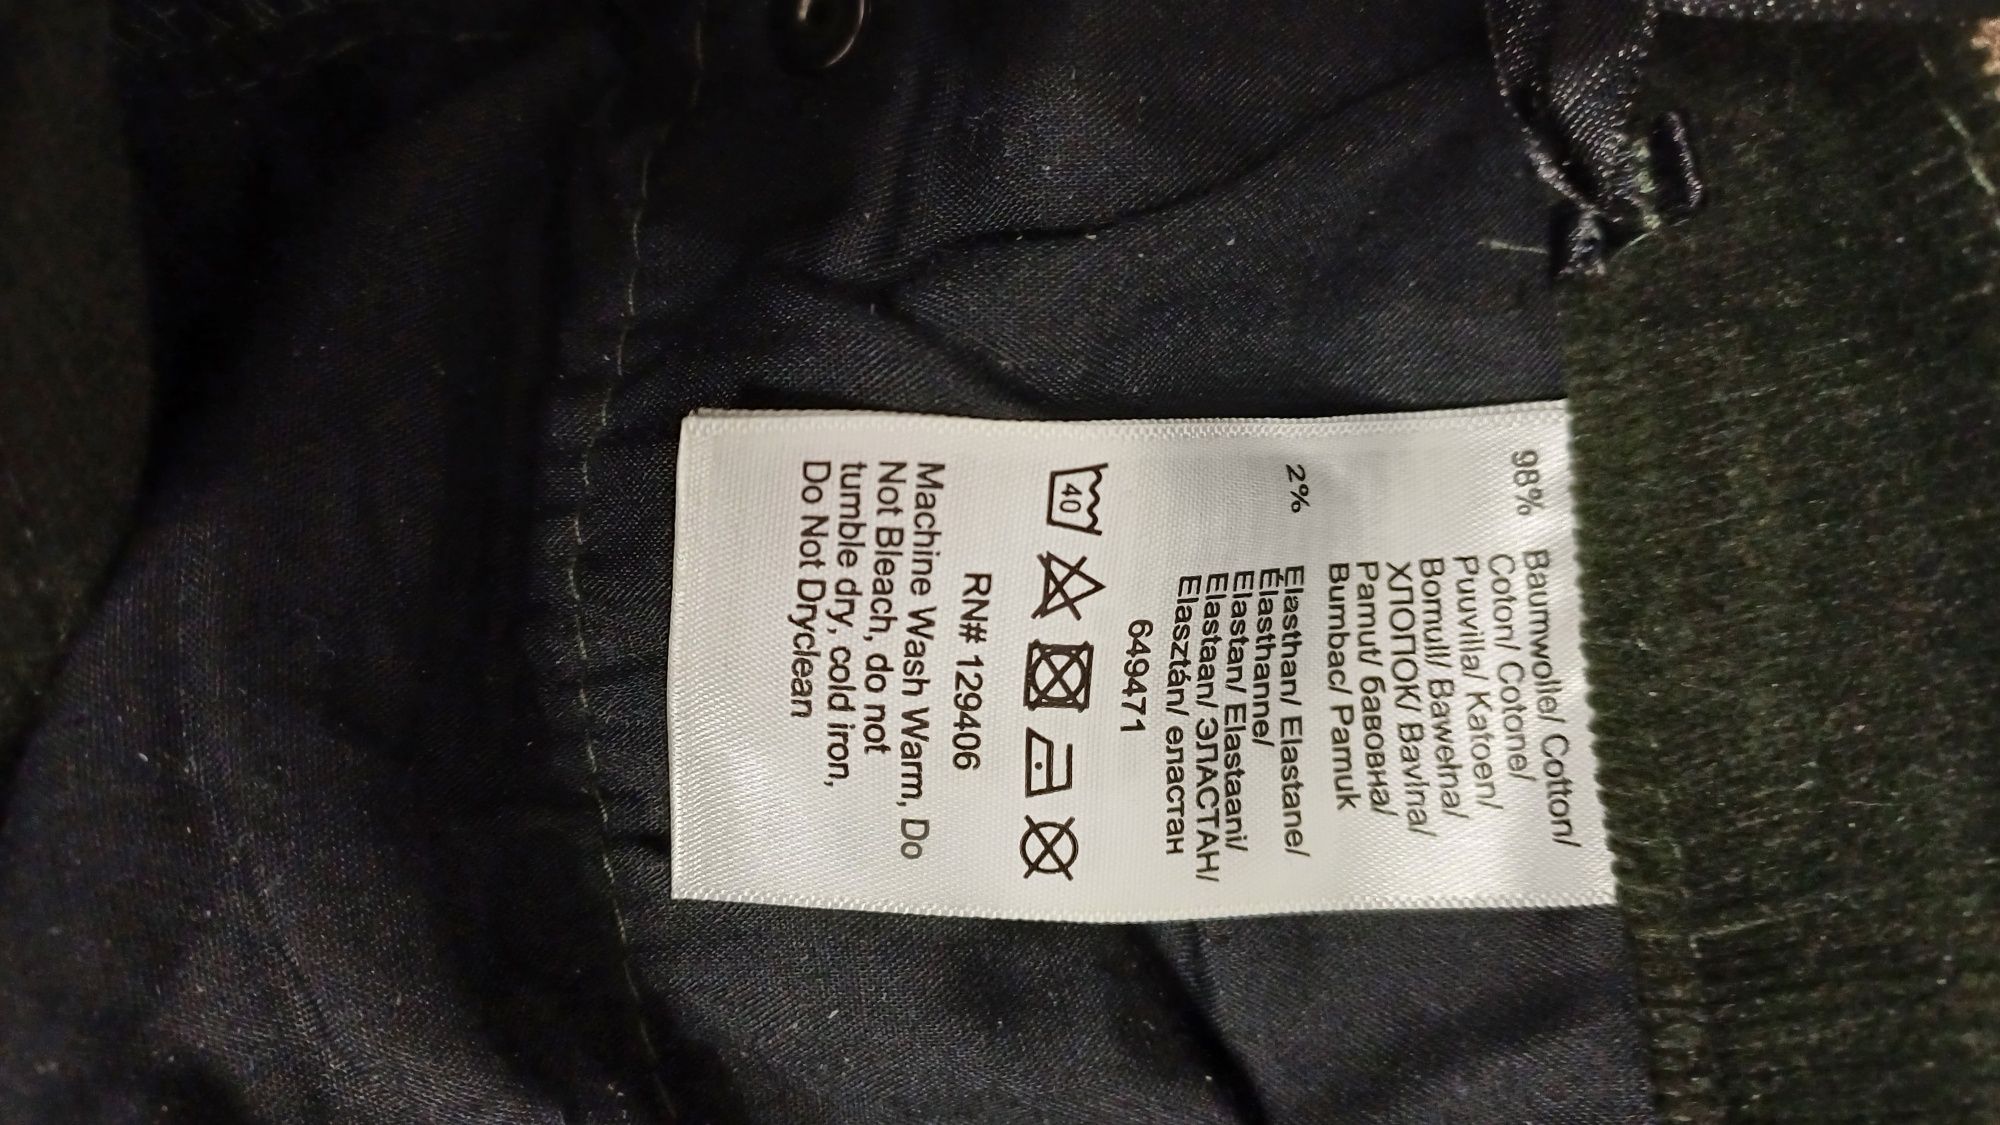 98% Baumwolle/ Cotton/
Coton/ Cotone/
Puuvilla/ Katoen/
Bomull/ Bawełna/
ХЛОПОК/ Bavlna/
Pamut/ бавовна/
Bumbac/ Pamuk
2% Elasthan/ Elastane/
Élasthanne/
Elastan/ Elastaani/
Elastaan/ ЭЛАСТАН/
Elasztán/ еластан
649471
40
RN# 129406
Machine Wash Warm, Do
Not Bleach, do not
tumble dry, cold iron,
Do Not Dryclean